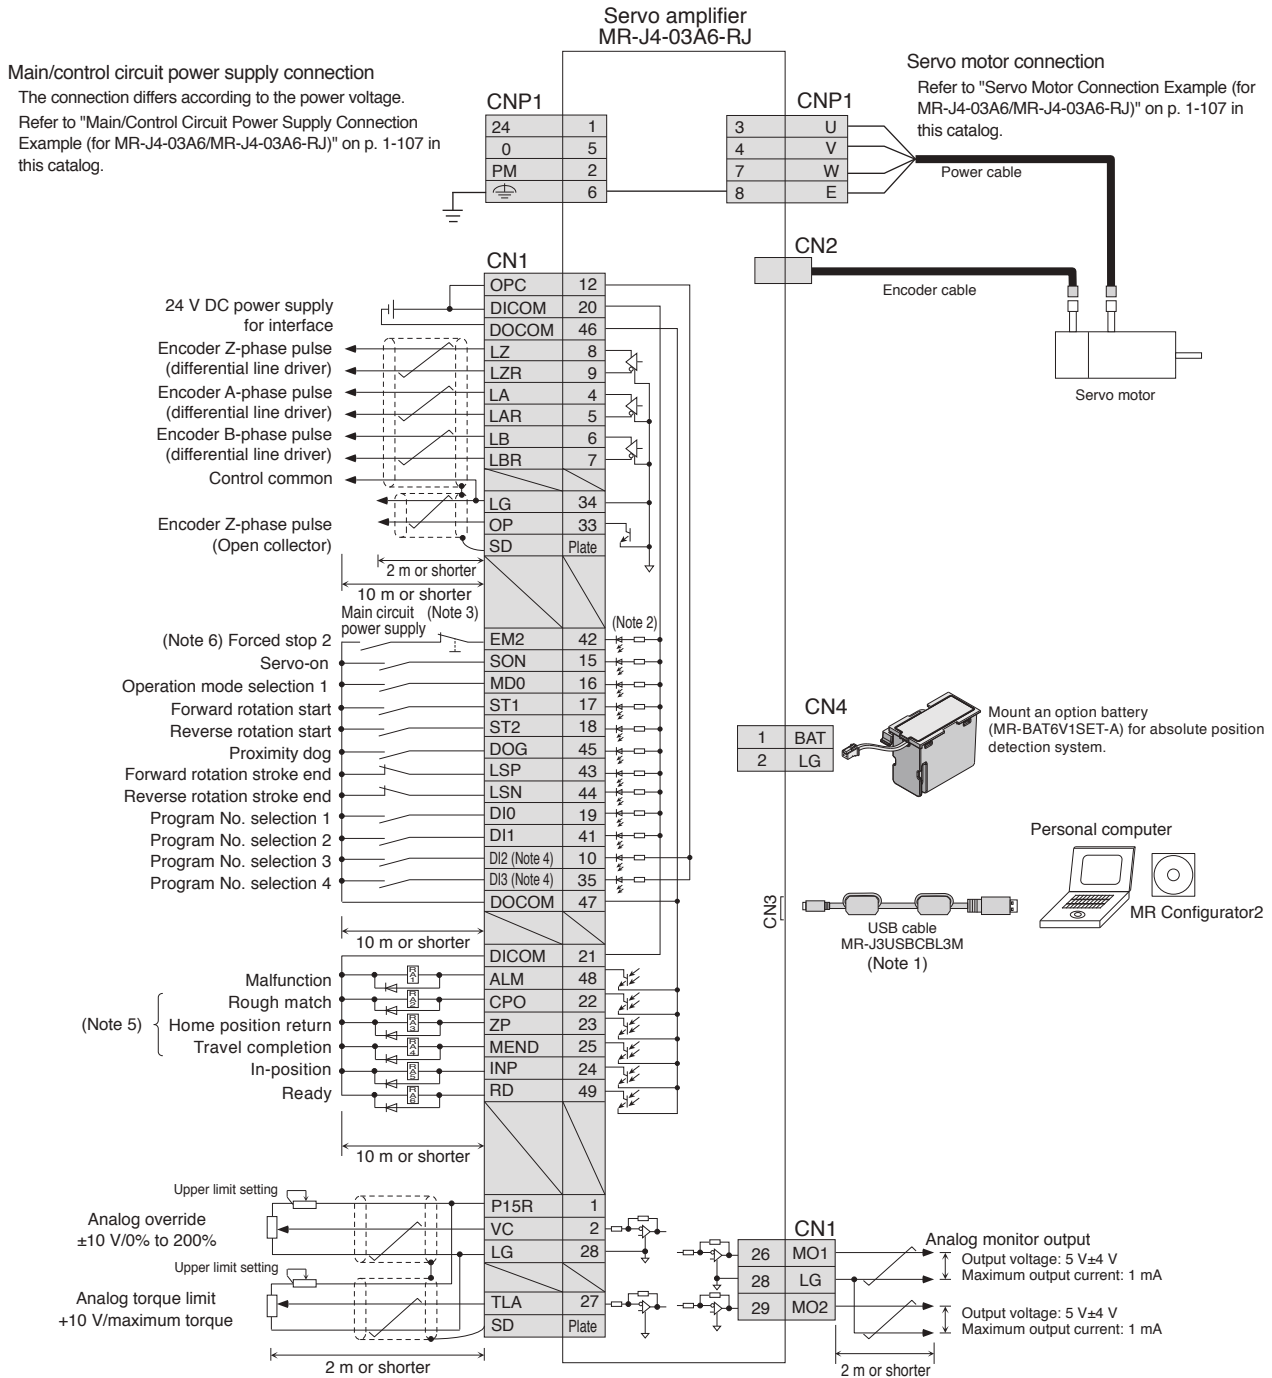 Servo amplifier
MR-J4-03A6-RJ
Main/control circuit power supply connection
The connection differs according to the power voltage.
Refer to "Main/Control Circuit Power Supply Connection
Example (for MR-J4-03A6/MR-J4-03A6-RJ)" on p. 1-107 in
this catalog.
Servo motor connection
Refer to "Servo Motor Connection Example (for
MR-J4-03A6/MR-J4-03A6-RJ)" on p. 1-107 in
this catalog.
CNP1
24 1
0 5
PM 2
6
CNP1
3 U
4 V
7 W
8 E
Power cable
CN2
Encoder cable
Servo motor
CN1
OPC 12
DICOM 20
DOCOM 46
LZ 8
LZR 9
LA 4
LAR 5
LB 6
LBR 7
LG 34
OP 33
SD Plate
24 V DC power supply
for interface
Encoder Z-phase pulse
(differential line driver)
Encoder A-phase pulse
(differential line driver)
Encoder B-phase pulse
(differential line driver)
Control common
Encoder Z-phase pulse
(Open collector)
2 m or shorter
10 m or shorter
Main circuit
power supply
(Note 3)
(Note 2)
(Note 6) Forced stop 2 EM2 42
Servo-on SON 15
Operation mode selection 1 MD0 16
Forward rotation start ST1 17
Reverse rotation start ST2 18
Proximity dog DOG 45
Forward rotation stroke end LSP 43
Reverse rotation stroke end LSN 44
Program No. selection 1 DI0 19
Program No. selection 2 DI1 41
Program No. selection 3 DI2 (Note 4) 10
Program No. selection 4 DI3 (Note 4) 35
DOCOM 47
10 m or shorter
DICOM 21
Malfunction RA1 ALM 48
Rough match RA2 CPO 22
(Note 5) Home position return RA3 ZP 23
Travel completion RA4 MEND 25
In-position RA5 INP 24
Ready RA6 RD 49
10 m or shorter
CN4
1 BAT
2 LG
Mount an option battery
(MR-BAT6V1SET-A) for absolute position
detection system.
Personal computer
MR Configurator2
CN3
USB cable
MR-J3USBCBL3M
(Note 1)
Upper limit setting
Analog override
±10 V/0% to 200%
P15R 1
VC 2
LG 28
Upper limit setting
Analog torque limit
+10 V/maximum torque
TLA 27
SD Plate
2 m or shorter
CN1
26 MO1
28 LG
29 MO2
Analog monitor output
Output voltage: 5 V±4 V
Maximum output current: 1 mA
Output voltage: 5 V±4 V
Maximum output current: 1 mA
2 m or shorter